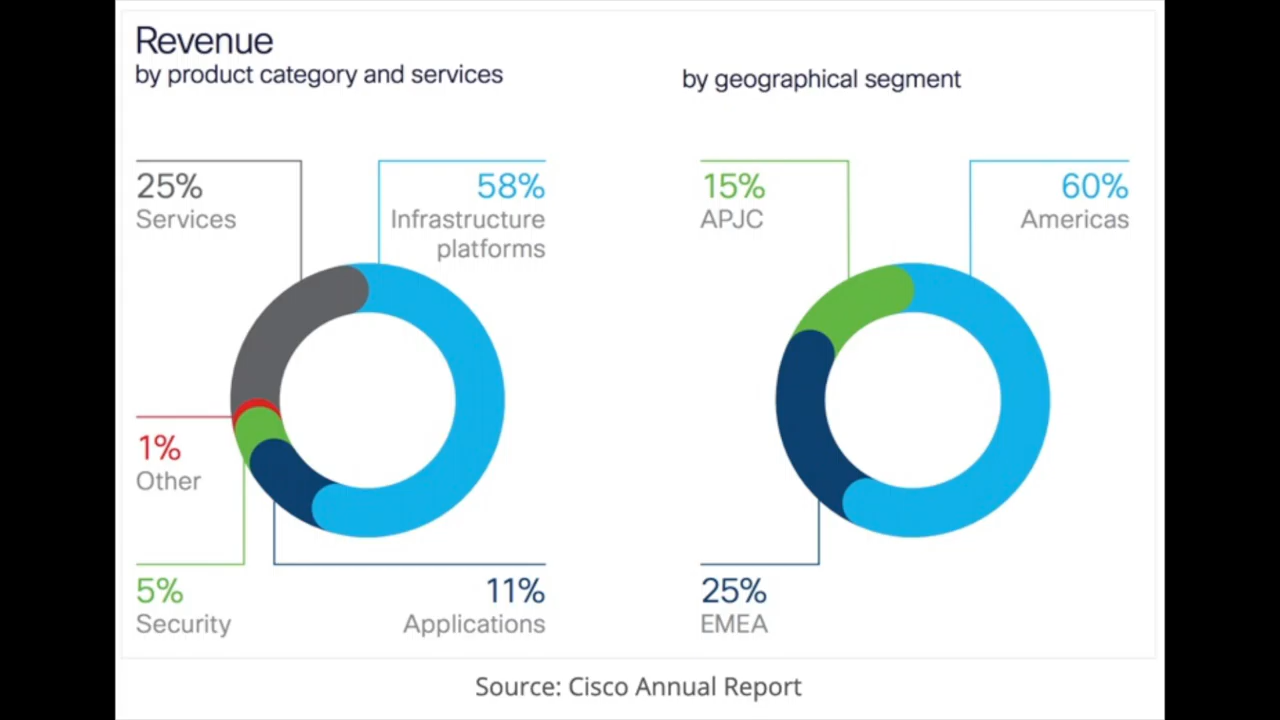 Revenue
by product category and services
25%
Services
58%
Infrastructure
platforms
1%
Other
5%
Security
11%
Applications
by geographical segment
15%
APJC
60%
Americas
25%
EMEA
Source: Cisco Annual Report